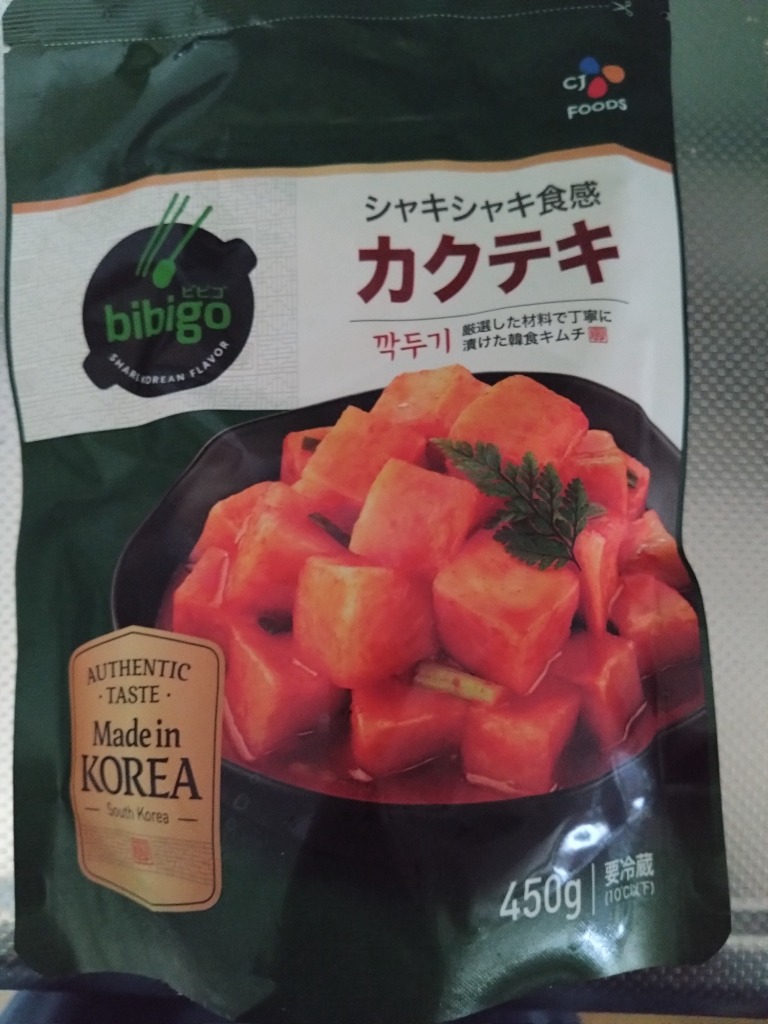 CJ
FOODS
シャキシャキ食感
カクテキ
깍두기
厳選した材料で丁寧に
漬けた韓食キムチ
ビビゴ
bibigo
SHARE KOREAN FLAVOR
AUTHENTIC
· TASTE ·
Made in
KOREA
South Korea
450g
要冷蔵
(10℃以下)